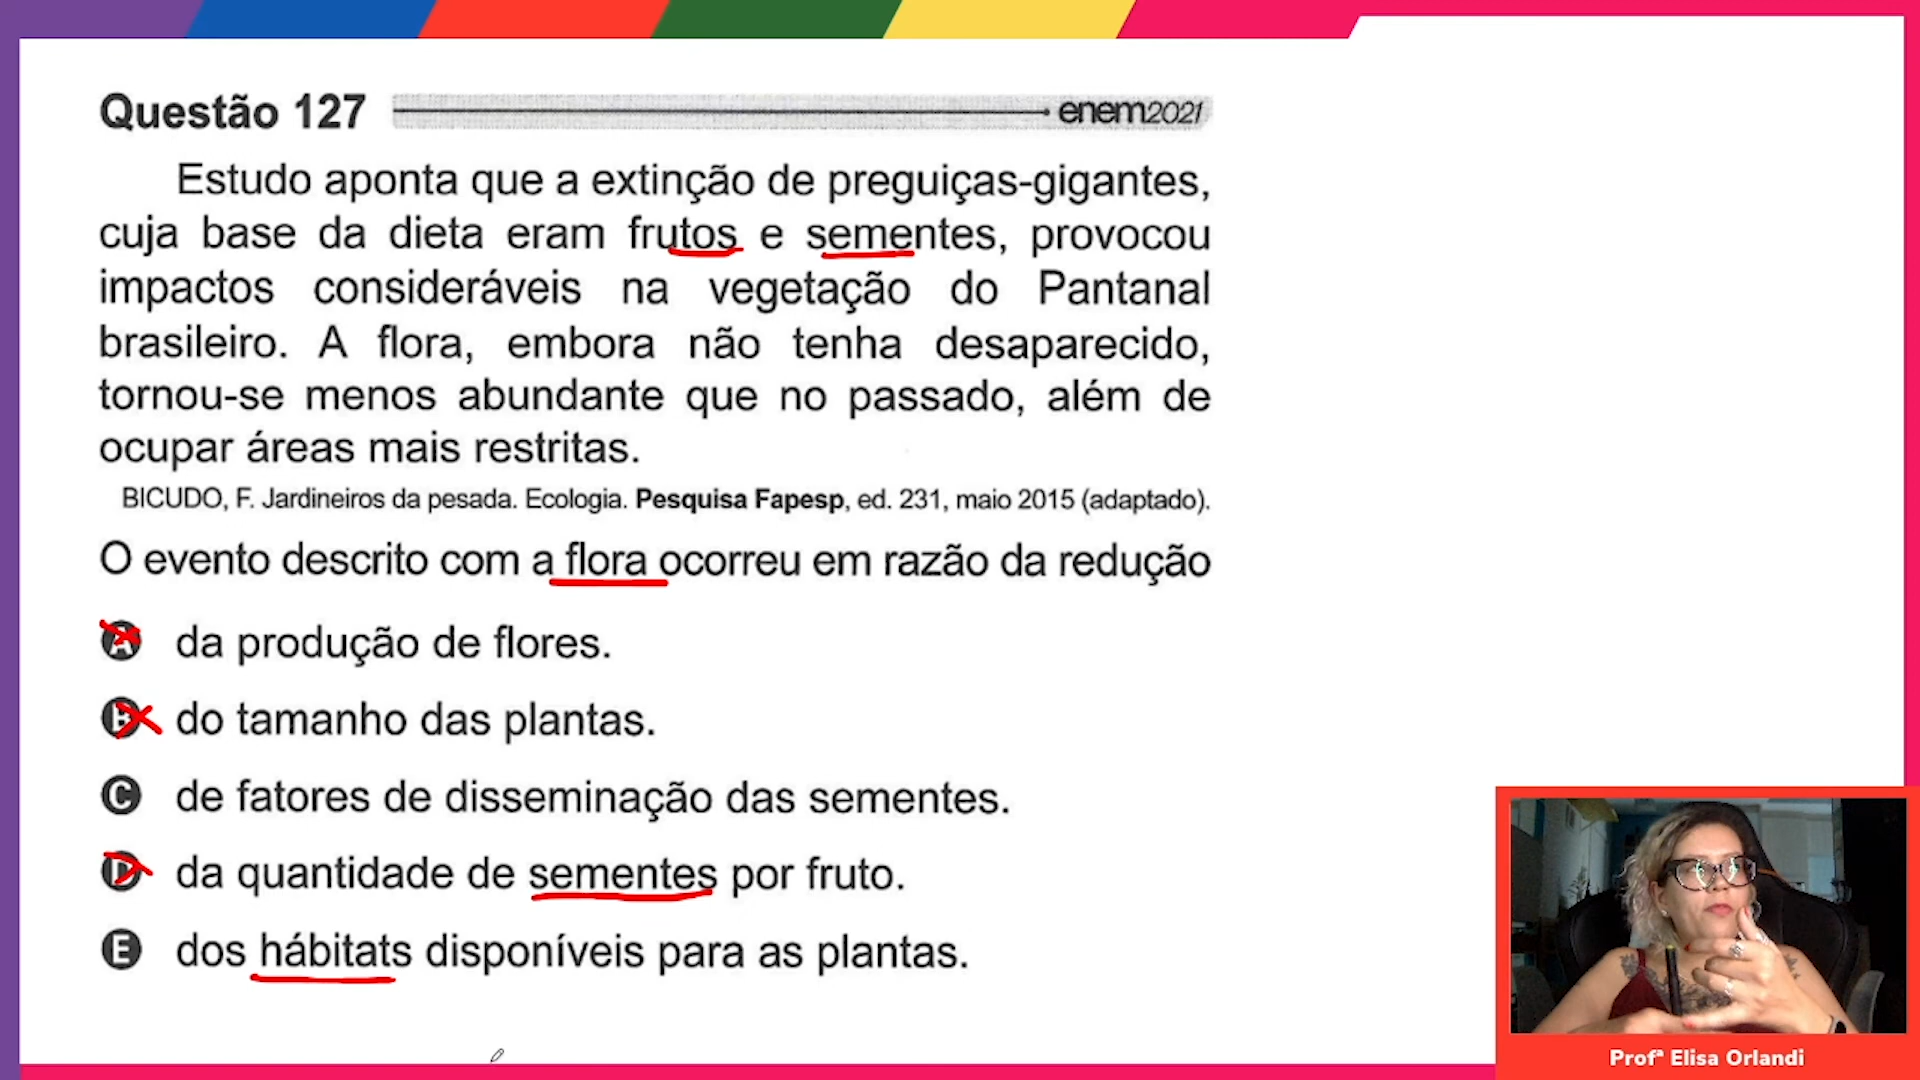 Questão 127
enem2021
Estudo aponta que a extinção de preguiças-gigantes,
cuja base da dieta eram frutos e sementes, provocou
impactos consideráveis na vegetação do Pantanal
brasileiro. A flora, embora não tenha desaparecido,
tornou-se menos abundante que no passado, além de
ocupar áreas mais restritas.
BICUDO, F. Jardineiros da pesada. Ecologia. Pesquisa Fapesp, ed. 231, maio 2015 (adaptado).
O evento descrito com a flora ocorreu em razão da redução
A da produção de flores.
B do tamanho das plantas.
C de fatores de disseminação das sementes.
D da quantidade de sementes por fruto.
E dos hábitats disponíveis para as plantas.
Profª Elisa Orlandi